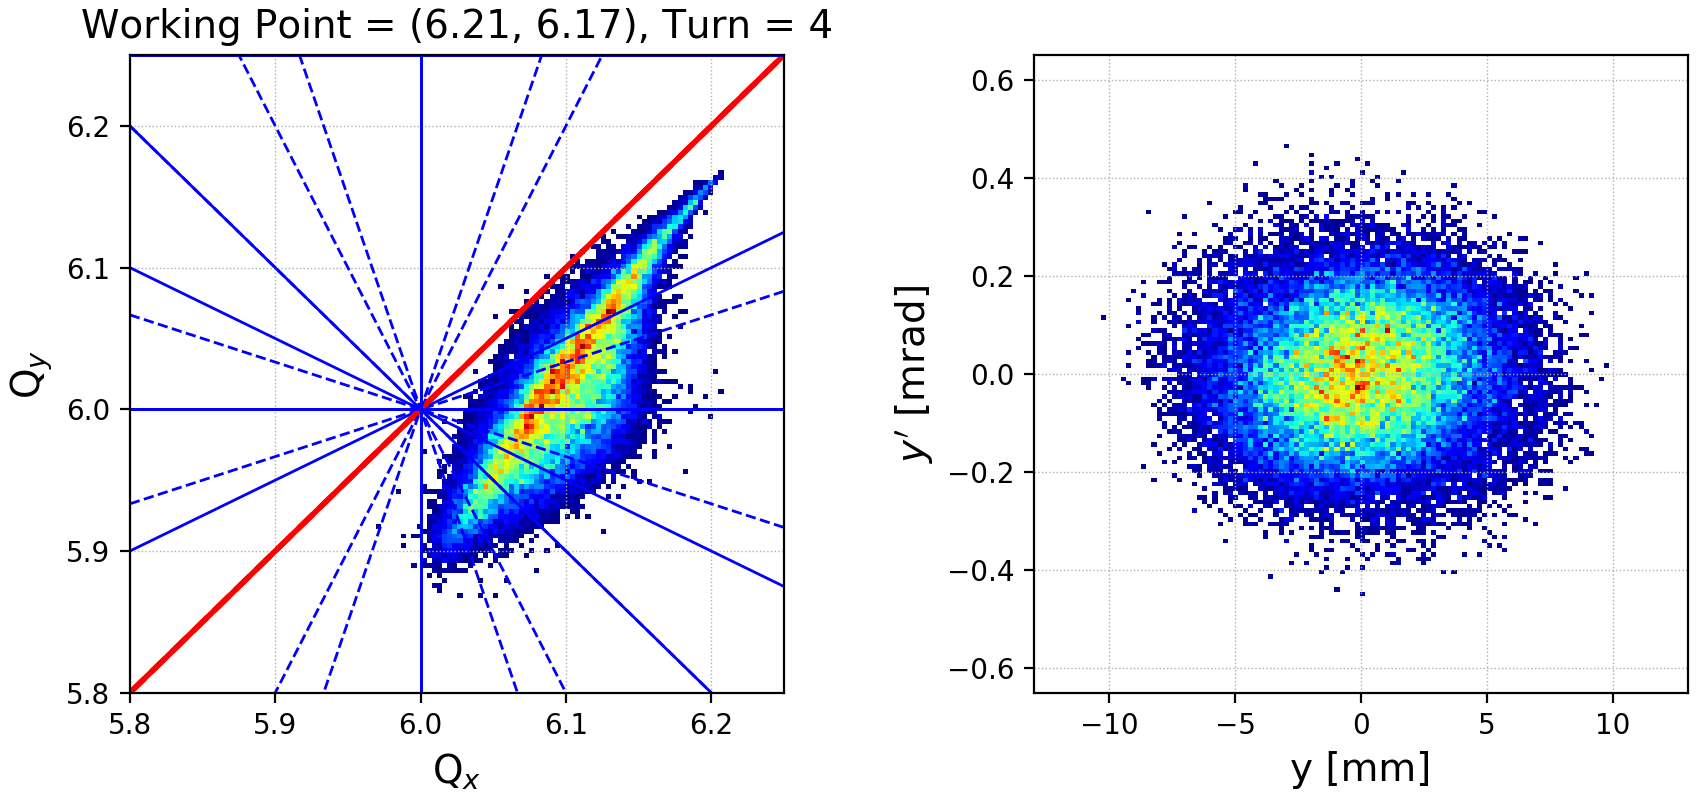 Working Point = (6.21, 6.17), Turn = 4
6.2
6.1
6.0
5.9
5.8
Q_y
5.8 5.9 6.0 6.1 6.2
Q_x
0.6
0.4
0.2
0.0
−0.2
−0.4
−0.6
y′ [mrad]
−10 −5 0 5 10
y [mm]